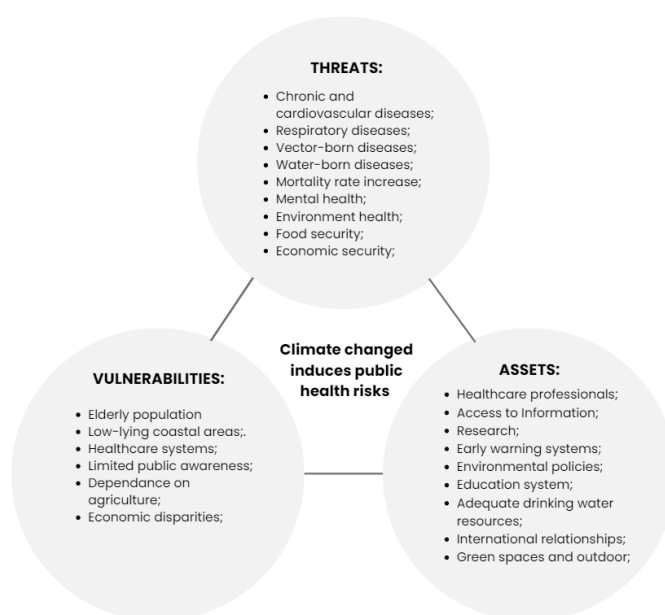 THREATS:
• Chronic and
cardiovascular diseases;
• Respiratory diseases;
• Vector-born diseases;
• Water-born diseases;
• Mortality rate increase;
• Mental health;
• Environment health;
• Food security;
• Economic security;
Climate changed
induces public
health risks
VULNERABILITIES:
• Elderly population
• Low-lying coastal areas;.
• Healthcare systems;
• Limited public awareness;
• Dependance on
agriculture;
• Economic disparities;
ASSETS:
• Healthcare professionals;
• Access to Information;
• Research;
• Early warning systems;
• Environmental policies;
• Education system;
• Adequate drinking water
resources;
• International relationships;
• Green spaces and outdoor;